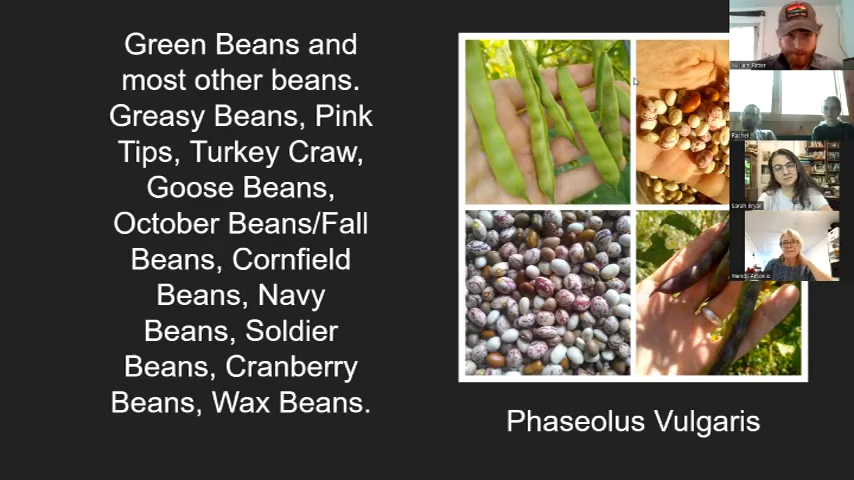 Green Beans and
most other beans.
Greasy Beans, Pink
Tips, Turkey Craw,
Goose Beans,
October Beans/Fall
Beans, Cornfield
Beans, Navy
Beans, Soldier
Beans, Cranberry
Beans, Wax Beans.
Phaseolus Vulgaris
Rachel
Sarah Bryan